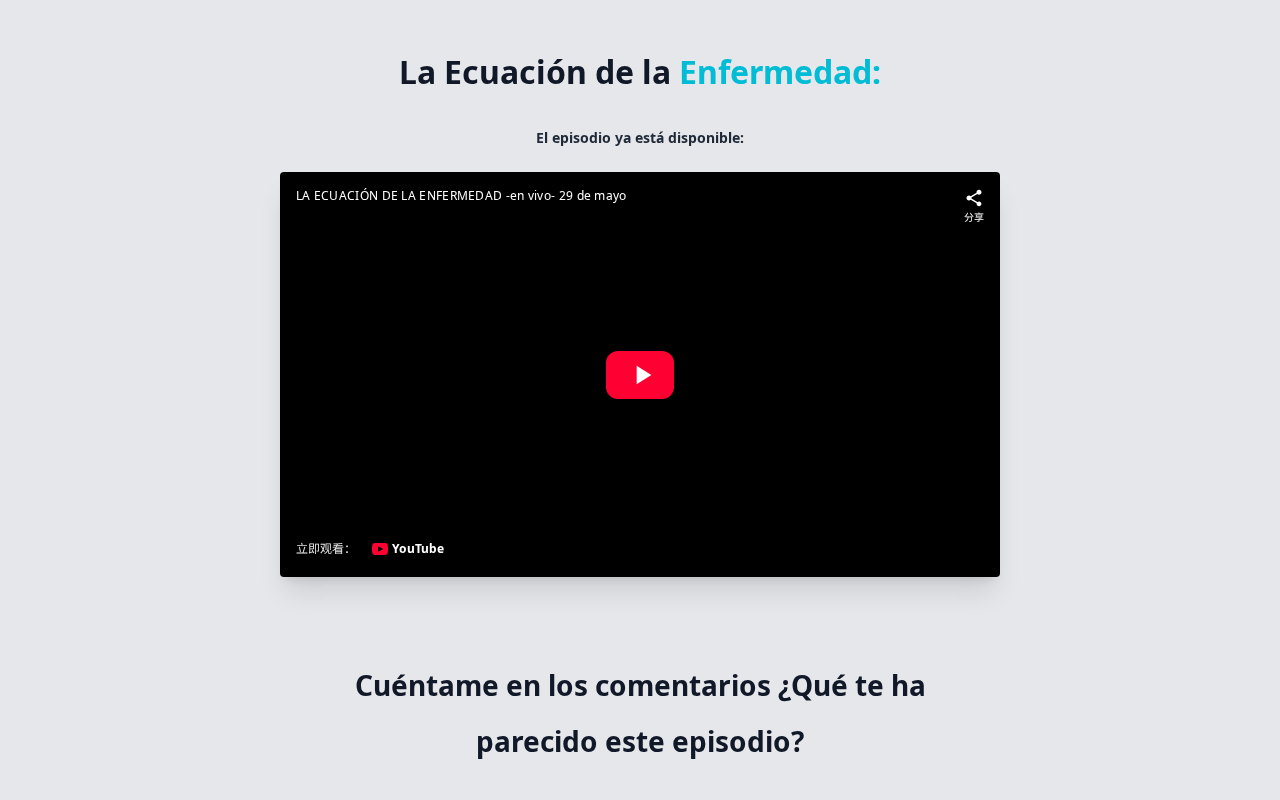 La Ecuación de la Enfermedad:
El episodio ya está disponible:
LA ECUACIÓN DE LA ENFERMEDAD -en vivo- 29 de mayo
分享
立即观看：
YouTube
Cuéntame en los comentarios ¿Qué te ha
parecido este episodio?